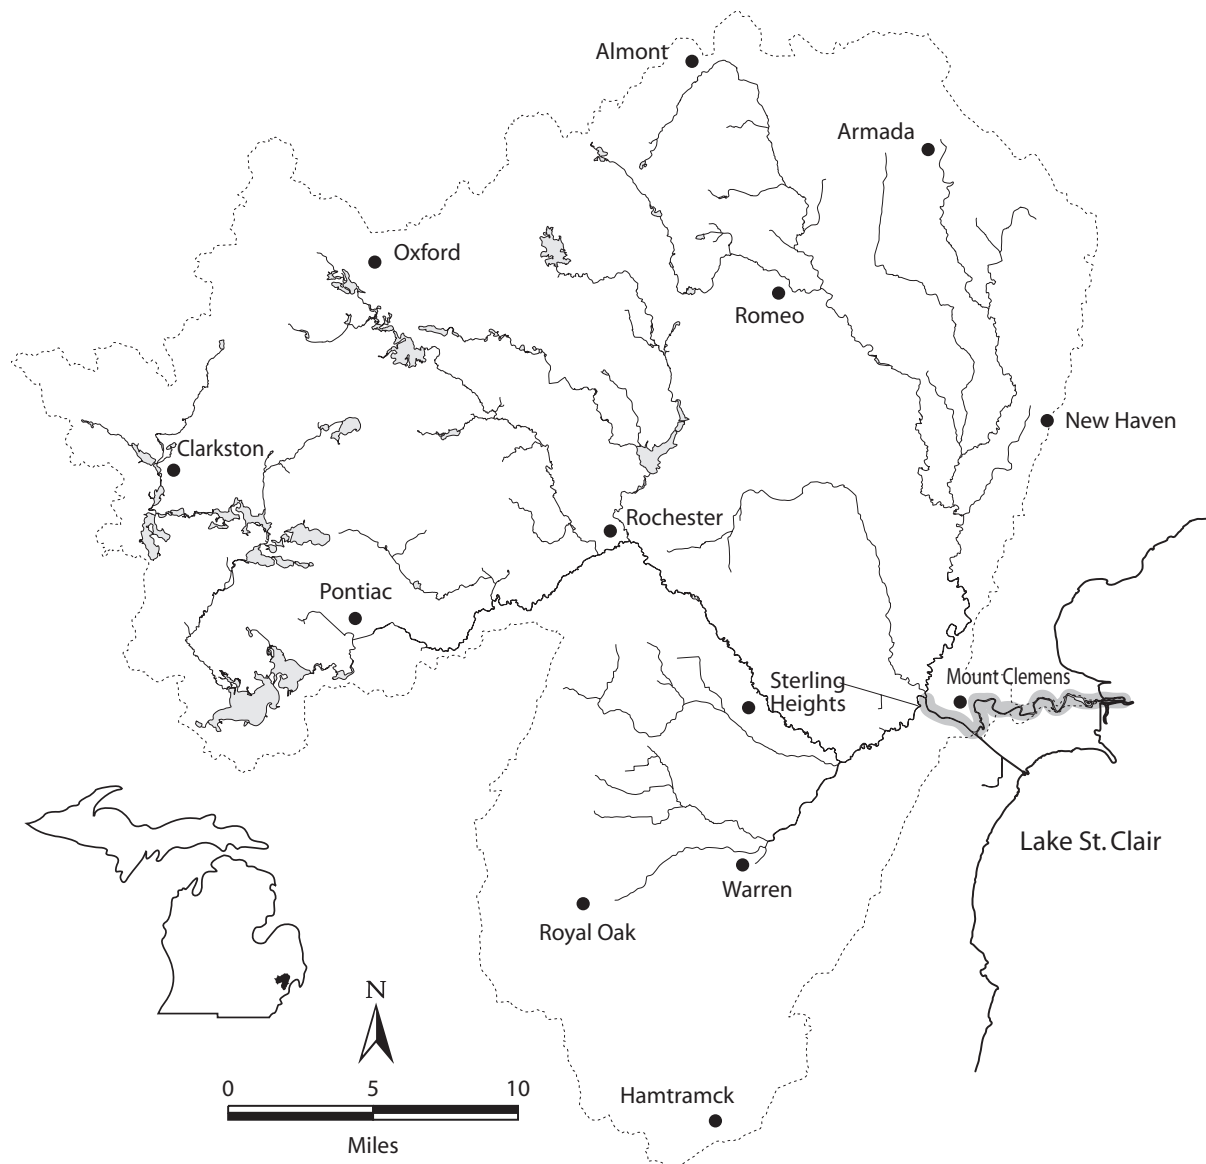 Almont
Armada
Oxford
Romeo
New Haven
Clarkston
Rochester
Pontiac
Mount Clemens
Sterling
Heights
Lake St. Clair
Warren
Royal Oak
N
0 5 10
Miles
Hamtramck